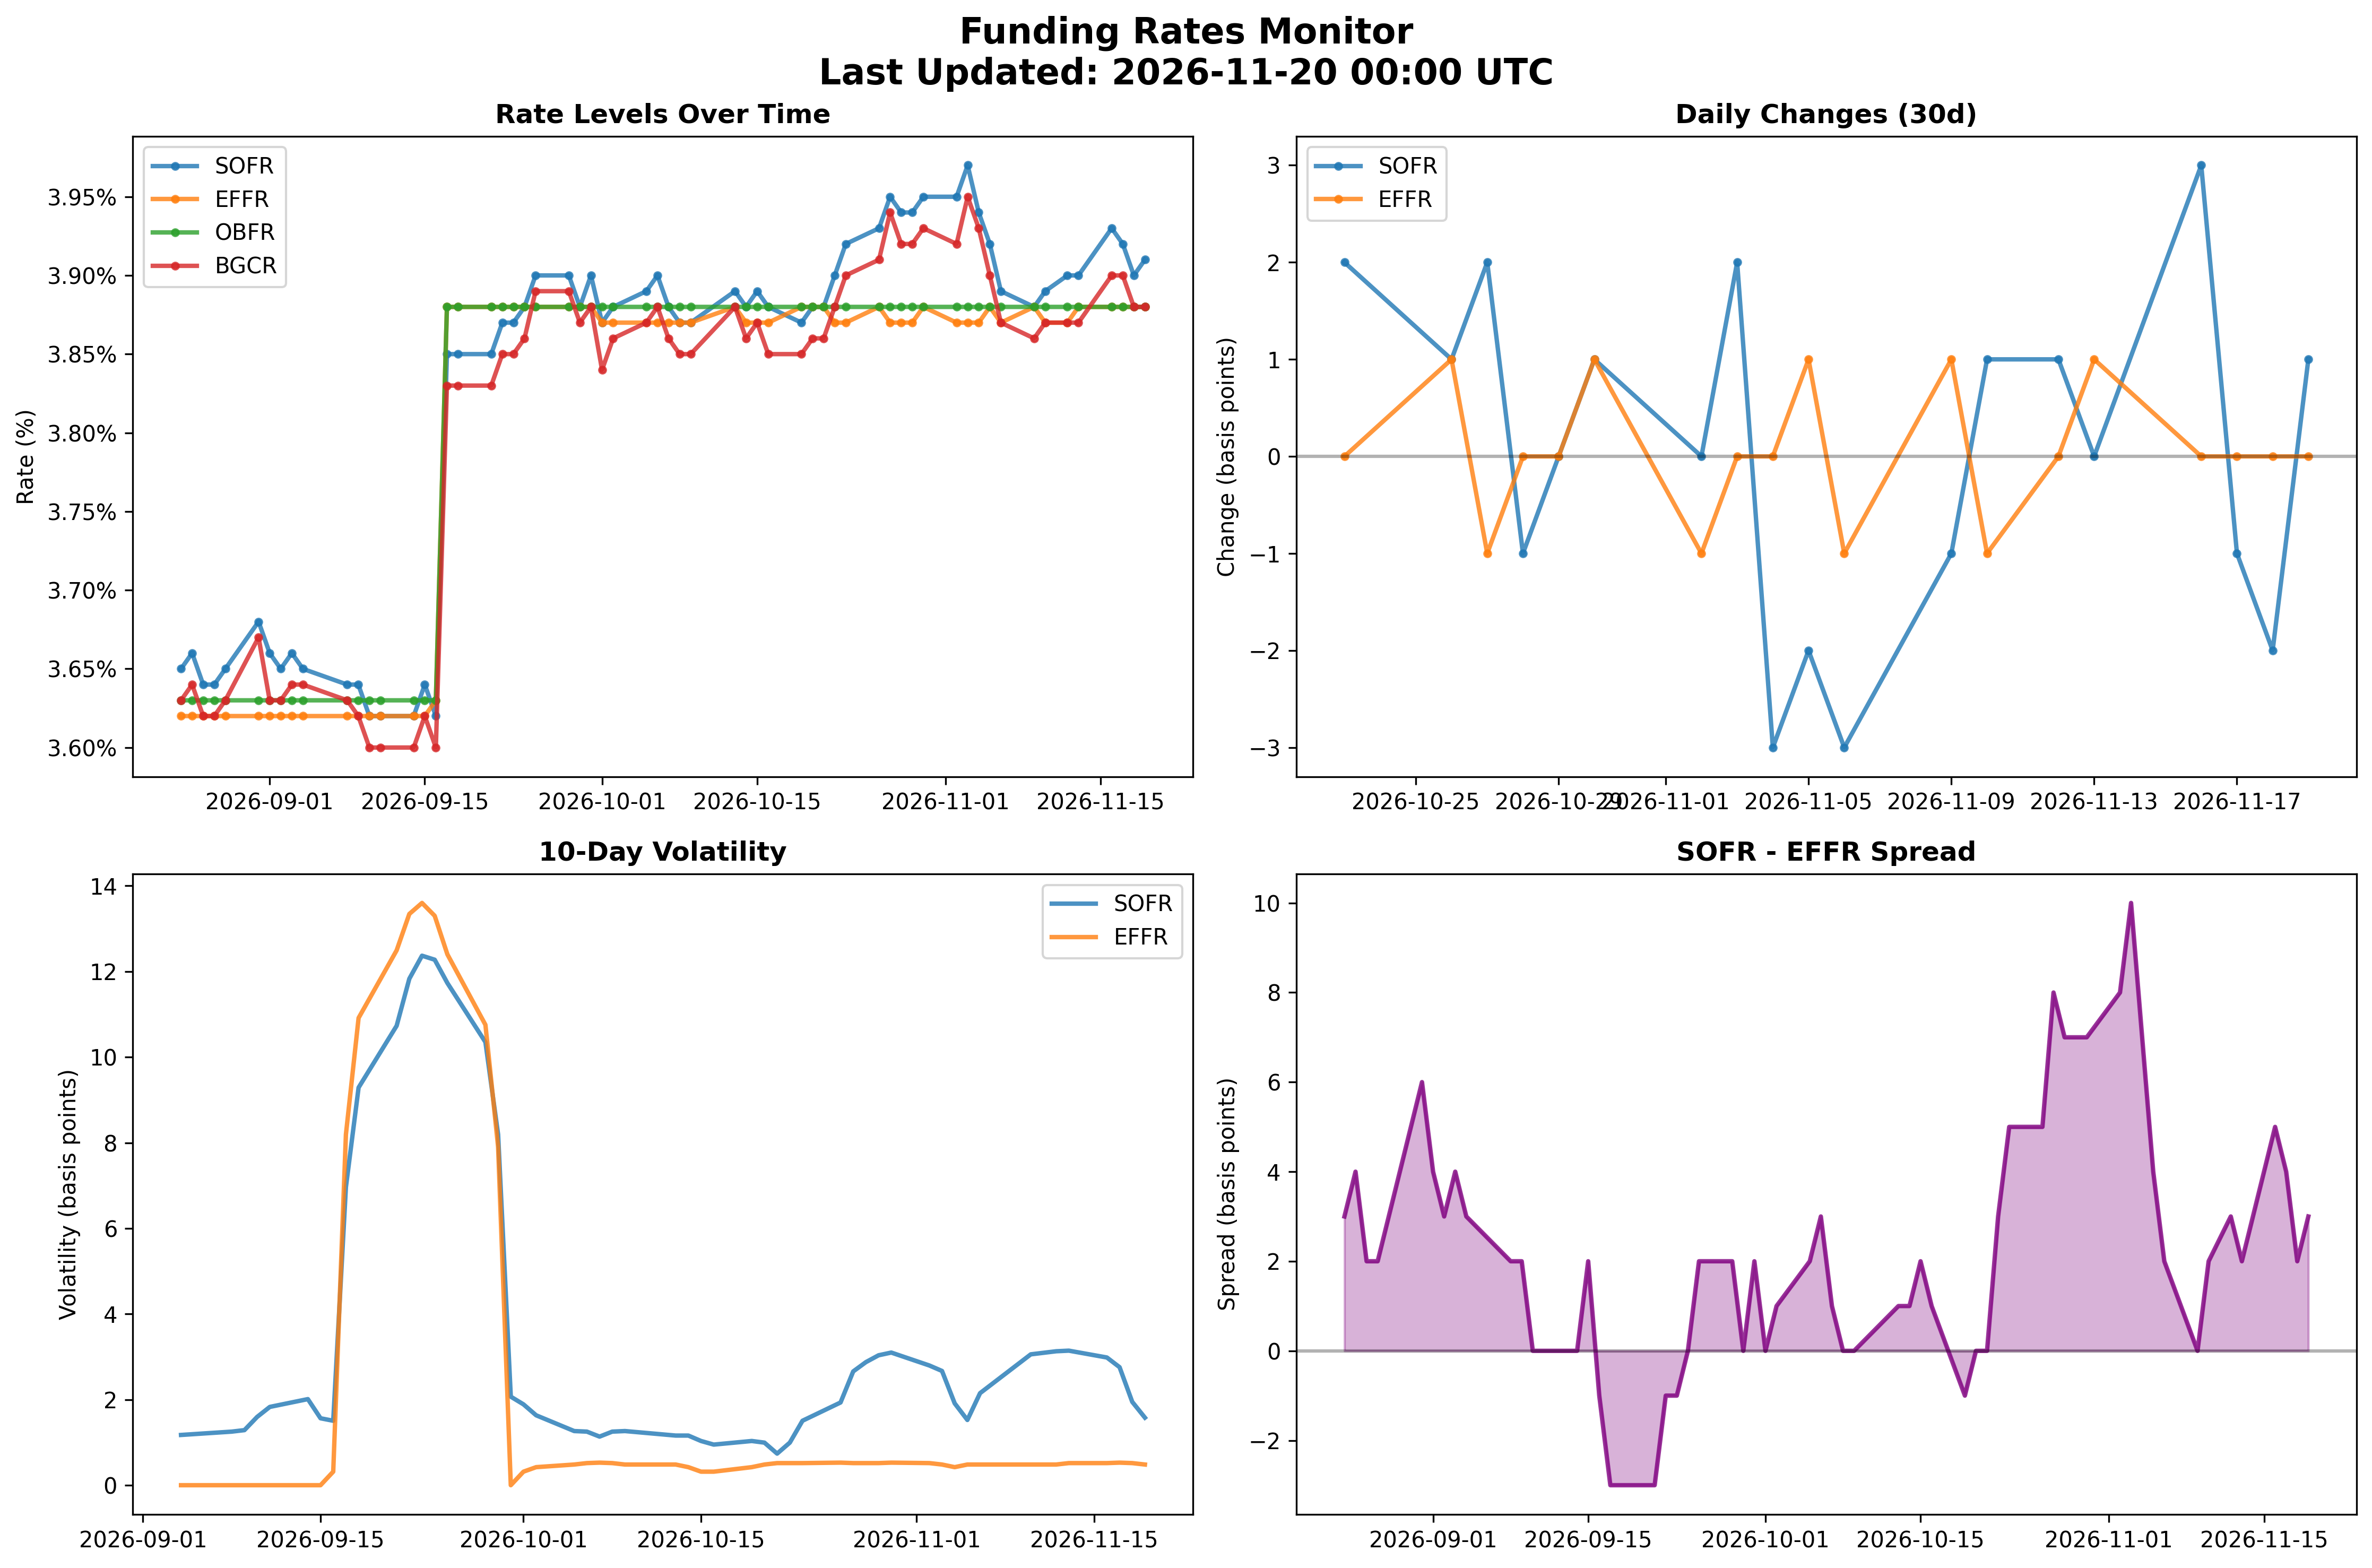 Funding Rates Monitor
Last Updated: 2026-11-20 00:00 UTC
Rate Levels Over Time
SOFR
EFFR
OBFR
BGCR
Rate (%)
3.95%
3.90%
3.85%
3.80%
3.75%
3.70%
3.65%
3.60%
2026-09-01 2026-09-15 2026-10-01 2026-10-15 2026-11-01 2026-11-15
Daily Changes (30d)
SOFR
EFFR
Change (basis points)
3
2
1
0
−1
−2
−3
2026-10-25 2026-10-29 2026-11-01 2026-11-05 2026-11-09 2026-11-13 2026-11-17
10-Day Volatility
SOFR
EFFR
Volatility (basis points)
14
12
10
8
6
4
2
0
2026-09-01 2026-09-15 2026-10-01 2026-10-15 2026-11-01 2026-11-15
SOFR - EFFR Spread
Spread (basis points)
10
8
6
4
2
0
−2
2026-09-01 2026-09-15 2026-10-01 2026-10-15 2026-11-01 2026-11-15